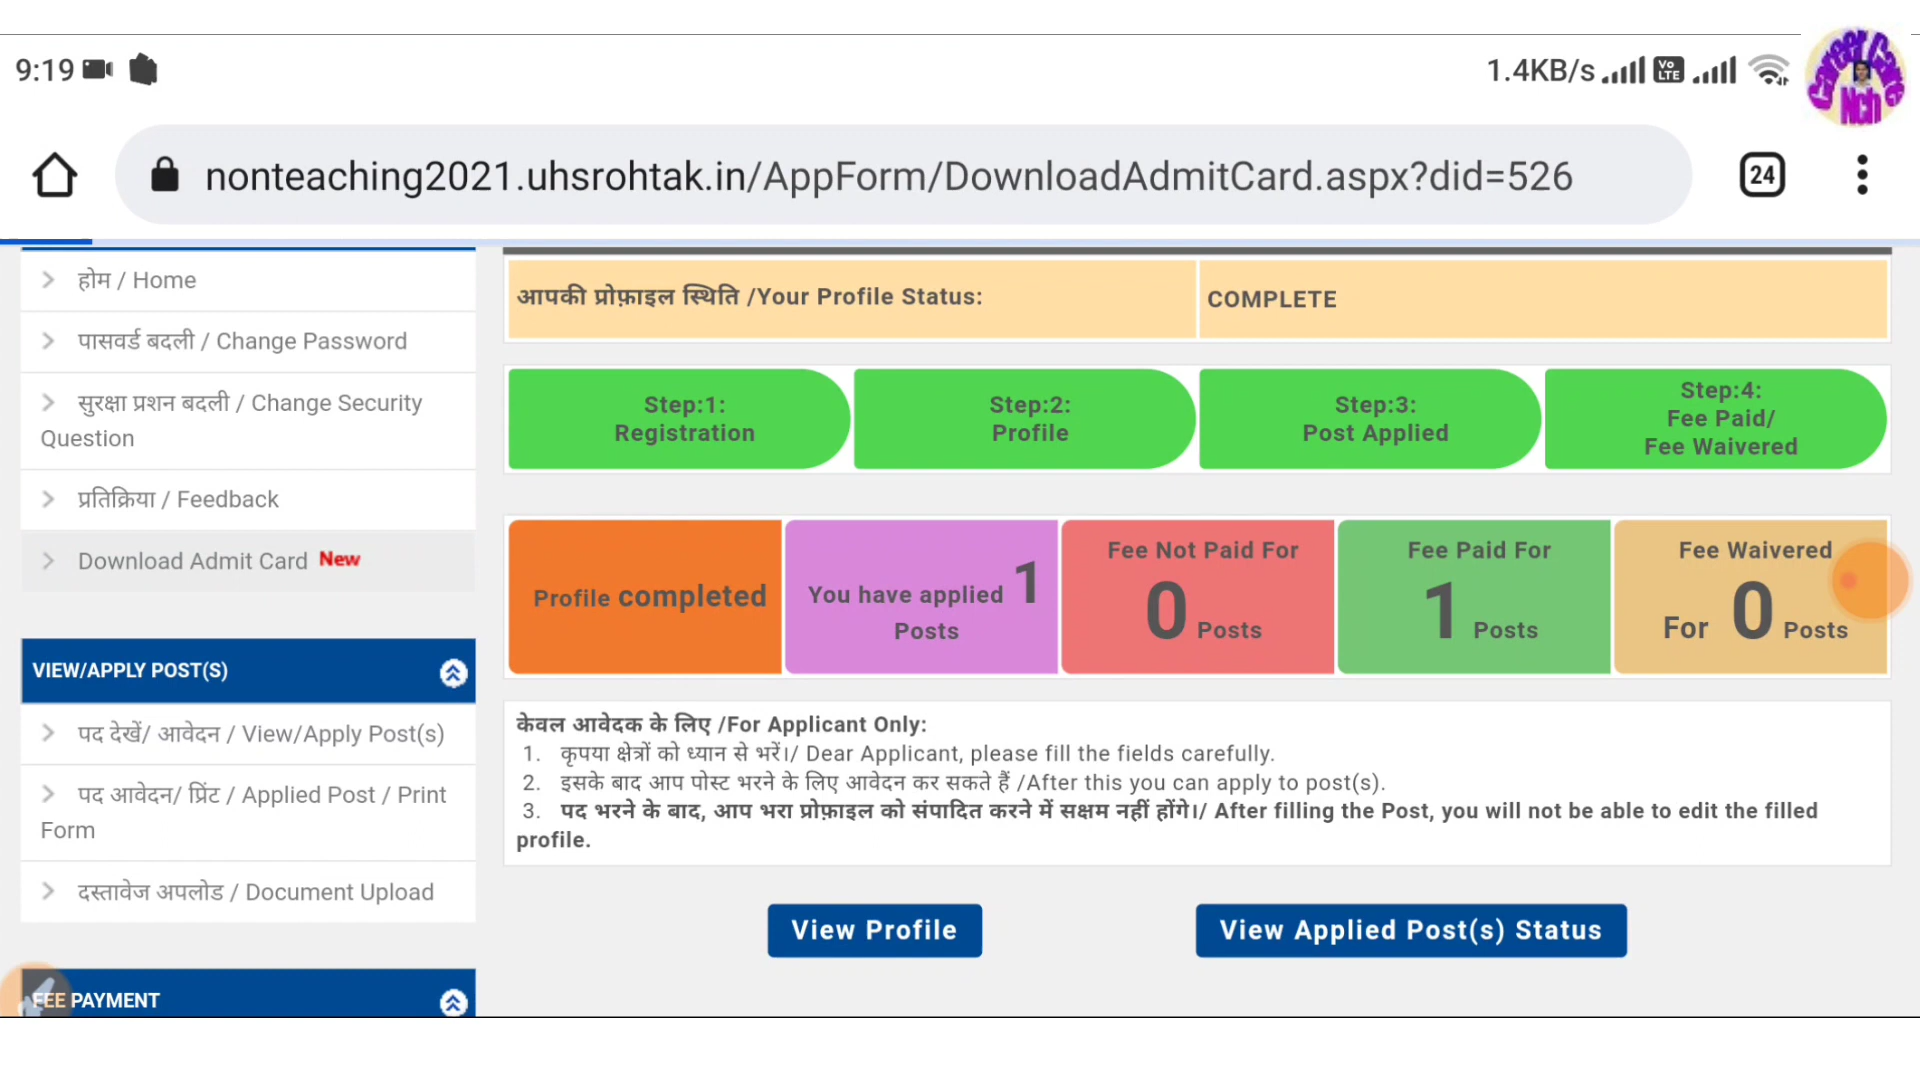 9:19
1.4KB/s
Vo LTE
nonteaching2021.uhsrohtak.in/AppForm/DownloadAdmitCard.aspx?did=526
24
Nch
होम / Home
पासवर्ड बदली / Change Password
सुरक्षा प्रशन बदली / Change Security
Question
प्रतिक्रिया / Feedback
Download Admit Card New
VIEW/APPLY POST(S)
पद देखें/ आवेदन / View/Apply Post(s)
पद आवेदन/ प्रिंट / Applied Post / Print
Form
दस्तावेज अपलोड / Document Upload
FEE PAYMENT
आपकी प्रोफ़ाइल स्थिति /Your Profile Status:
COMPLETE
Step:1:
Registration
Step:2:
Profile
Step:3:
Post Applied
Step:4:
Fee Paid/
Fee Waivered
Profile completed
You have applied 1
Posts
Fee Not Paid For
0 Posts
Fee Paid For
1 Posts
Fee Waivered
For 0 Posts
केवल आवेदक के लिए /For Applicant Only:
1. कृपया क्षेत्रों को ध्यान से भरें।/ Dear Applicant, please fill the fields carefully.
2. इसके बाद आप पोस्ट भरने के लिए आवेदन कर सकते हैं /After this you can apply to post(s).
3. पद भरने के बाद, आप भरा प्रोफ़ाइल को संपादित करने में सक्षम नहीं होंगे।/ After filling the Post, you will not be able to edit the filled
profile.
View Profile
View Applied Post(s) Status